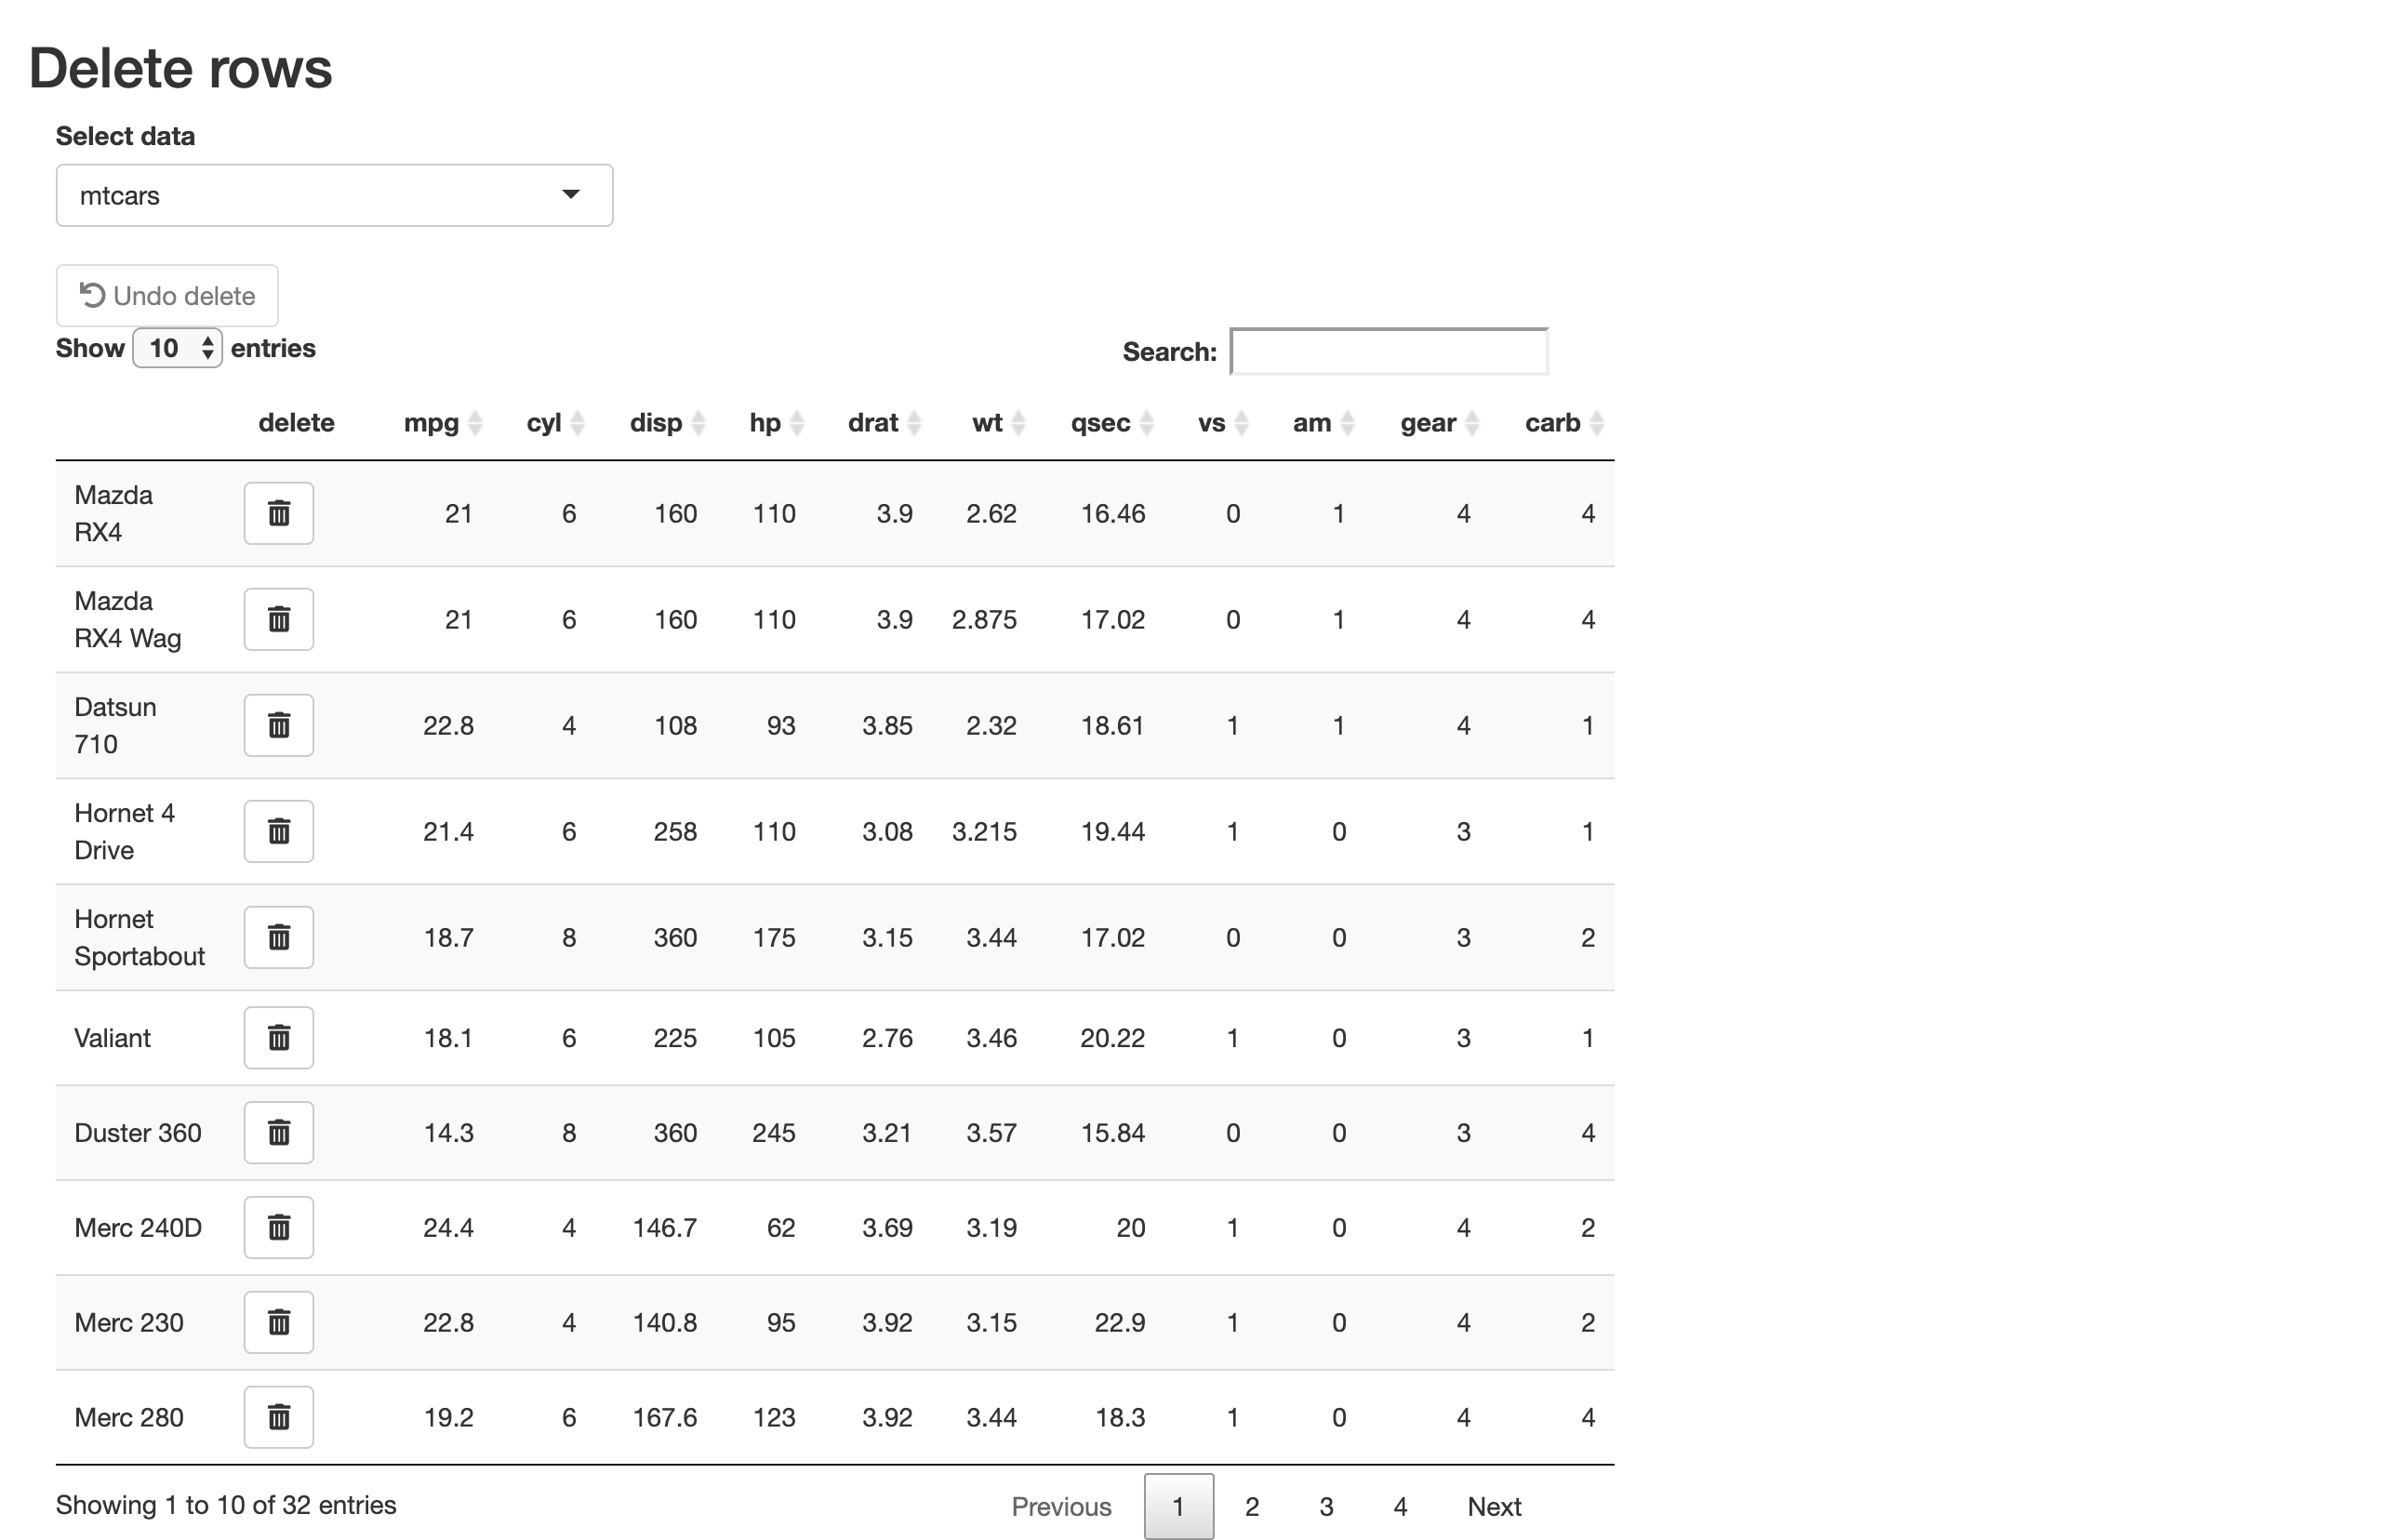 Delete rows
Select data
mtcars
Undo delete
Show 10 entries
Search:
delete mpg cyl disp hp drat wt qsec vs am gear carb
Mazda
RX4
21 6 160 110 3.9 2.62 16.46 0 1 4 4
Mazda
RX4 Wag
21 6 160 110 3.9 2.875 17.02 0 1 4 4
Datsun
710
22.8 4 108 93 3.85 2.32 18.61 1 1 4 1
Hornet 4
Drive
21.4 6 258 110 3.08 3.215 19.44 1 0 3 1
Hornet
Sportabout
18.7 8 360 175 3.15 3.44 17.02 0 0 3 2
Valiant 18.1 6 225 105 2.76 3.46 20.22 1 0 3 1
Duster 360 14.3 8 360 245 3.21 3.57 15.84 0 0 3 4
Merc 240D 24.4 4 146.7 62 3.69 3.19 20 1 0 4 2
Merc 230 22.8 4 140.8 95 3.92 3.15 22.9 1 0 4 2
Merc 280 19.2 6 167.6 123 3.92 3.44 18.3 1 0 4 4
Showing 1 to 10 of 32 entries
Previous 1 2 3 4 Next